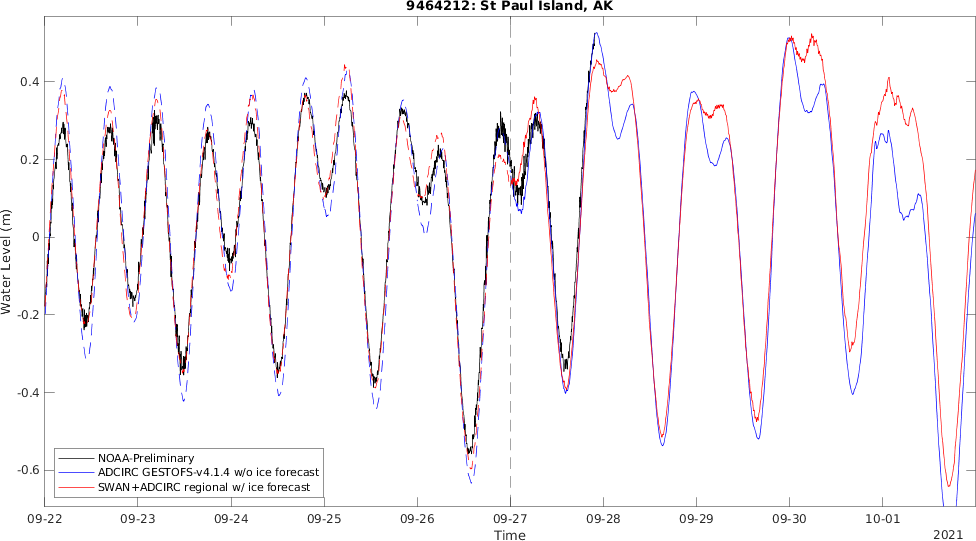 9464212: St Paul Island, AK
Water Level (m)
0.4
0.2
0
-0.2
-0.4
-0.6
NOAA-Preliminary
ADCIRC GESTOFS-v4.1.4 w/o ice forecast
SWAN+ADCIRC regional w/ ice forecast
09-22 09-23 09-24 09-25 09-26 09-27 09-28 09-29 09-30 10-01
Time
2021